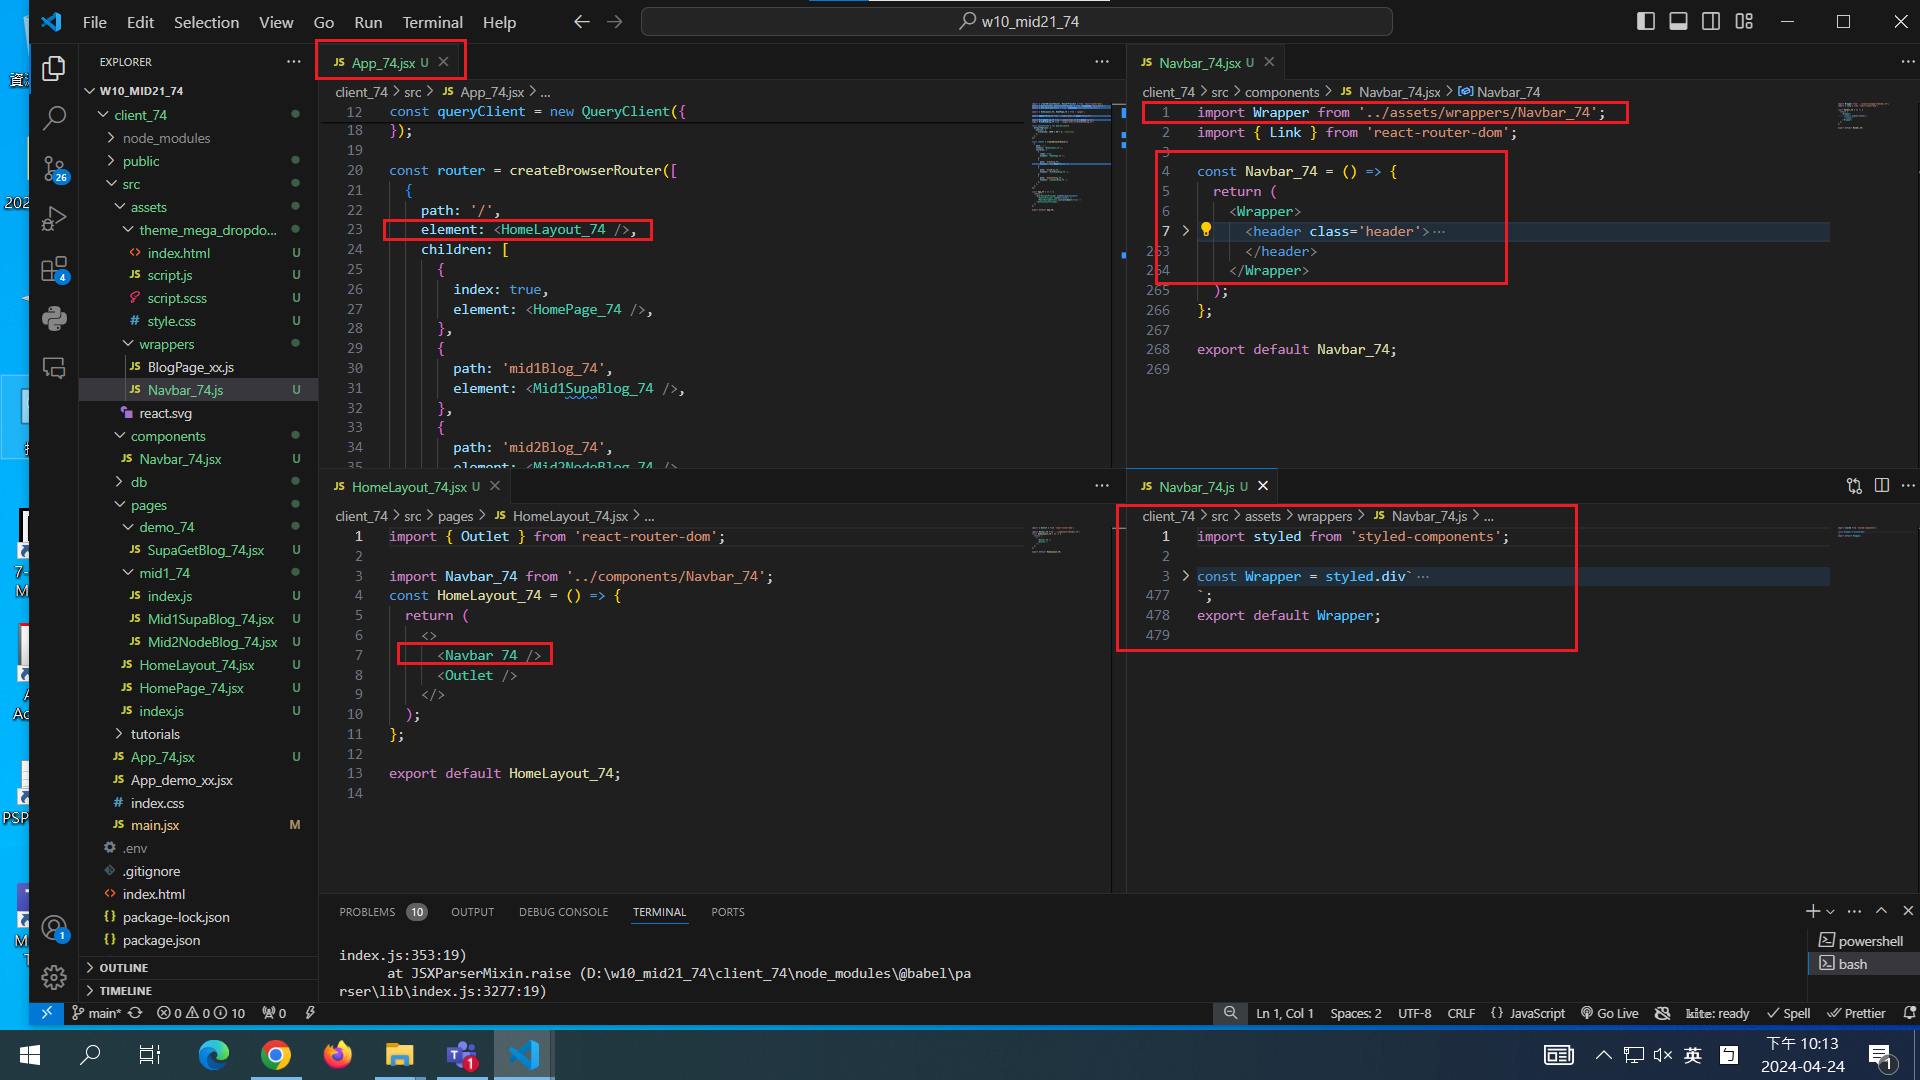 File Edit Selection View Go Run Terminal Help
w10_mid21_74
EXPLORER
W10_MID21_74
client_74
node_modules
public
src
assets
theme_mega_dropdo...
index.html U
script.js U
script.scss U
style.css U
wrappers
BlogPage_xx.js
Navbar_74.js U
react.svg
components
Navbar_74.jsx U
db
pages
demo_74
SupaGetBlog_74.jsx U
mid1_74
index.js U
Mid1SupaBlog_74.jsx U
Mid2NodeBlog_74.jsx U
HomeLayout_74.jsx U
HomePage_74.jsx U
index.js U
tutorials
App_74.jsx U
App_demo_xx.jsx
index.css
main.jsx M
.env
.gitignore
index.html
package-lock.json
package.json
OUTLINE
TIMELINE
26
4
1
JS App_74.jsx U
client_74 > src > JS App_74.jsx > ...
12 const queryClient = new QueryClient({
18 });
19
20 const router = createBrowserRouter([
21 {
22 path: '/',
23 element: <HomeLayout_74 />,
24 children: [
25 {
26 index: true,
27 element: <HomePage_74 />,
28 },
29 {
30 path: 'mid1Blog_74',
31 element: <Mid1SupaBlog_74 />,
32 },
33 {
34 path: 'mid2Blog_74',
35 element: <Mid2NodeBlog_74 />
JS Navbar_74.jsx U
client_74 > src > components > JS Navbar_74.jsx > Navbar_74
1 import Wrapper from '../assets/wrappers/Navbar_74';
2 import { Link } from 'react-router-dom';
3
4 const Navbar_74 = () => {
5 return (
6 <Wrapper>
7 <header class='header'>...
263 </header>
264 </Wrapper>
265 );
266 };
267
268 export default Navbar_74;
269
JS HomeLayout_74.jsx U
client_74 > src > pages > JS HomeLayout_74.jsx > ...
1 import { Outlet } from 'react-router-dom';
2
3 import Navbar_74 from '../components/Navbar_74';
4 const HomeLayout_74 = () => {
5 return (
6 <>
7 <Navbar_74 />
8 <Outlet />
9 </>
10 );
11 };
12
13 export default HomeLayout_74;
14
JS Navbar_74.js U
client_74 > src > assets > wrappers > JS Navbar_74.js > ...
1 import styled from 'styled-components';
2
3 const Wrapper = styled.div`...
477 `;
478 export default Wrapper;
479
PROBLEMS 10 OUTPUT DEBUG CONSOLE TERMINAL PORTS
index.js:353:19)
at JSXParserMixin.raise (D:\w10_mid21_74\client_74\node_modules\@babel\pa
rser\lib\index.js:3277:19)
powershell
bash
main* 0 0 10 0
Ln 1, Col 1 Spaces: 2 UTF-8 CRLF {} JavaScript Go Live kite: ready Spell Prettier
英
下午 10:13
2024-04-24
1
1